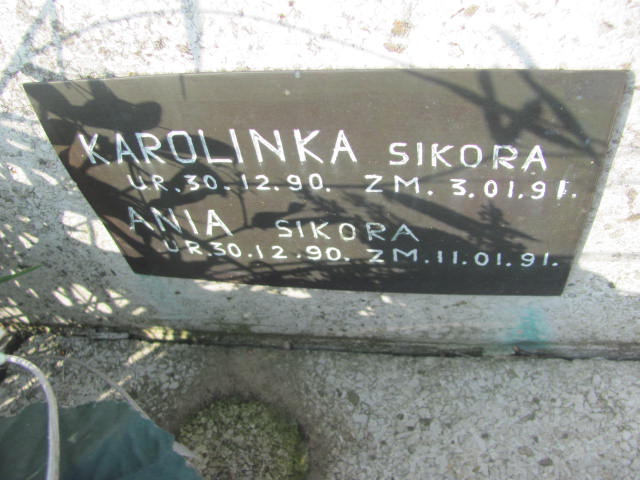 KAROLINKA SIKORA
UR. 30.12.90. ZM. 3.01.91.
ANIA SIKORA
UR. 30.12.90. ZM. 11.01.91.